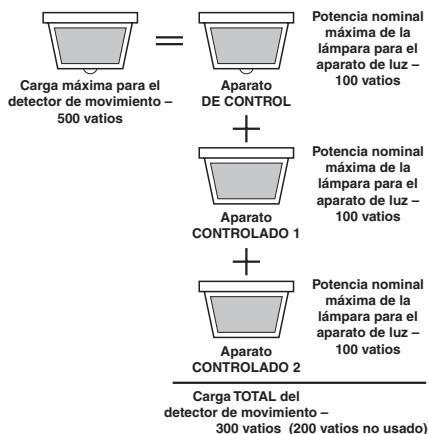 Carga máxima para el
detector de movimiento –
500 vatios
Aparato
DE CONTROL
Potencia nominal
máxima de la
lámpara para el
aparato de luz –
100 vatios
Aparato
CONTROLADO 1
Potencia nominal
máxima de la
lámpara para el
aparato de luz –
100 vatios
Aparato
CONTROLADO 2
Potencia nominal
máxima de la
lámpara para el
aparato de luz –
100 vatios
Carga TOTAL del
detector de movimiento –
300 vatios (200 vatios no usado)